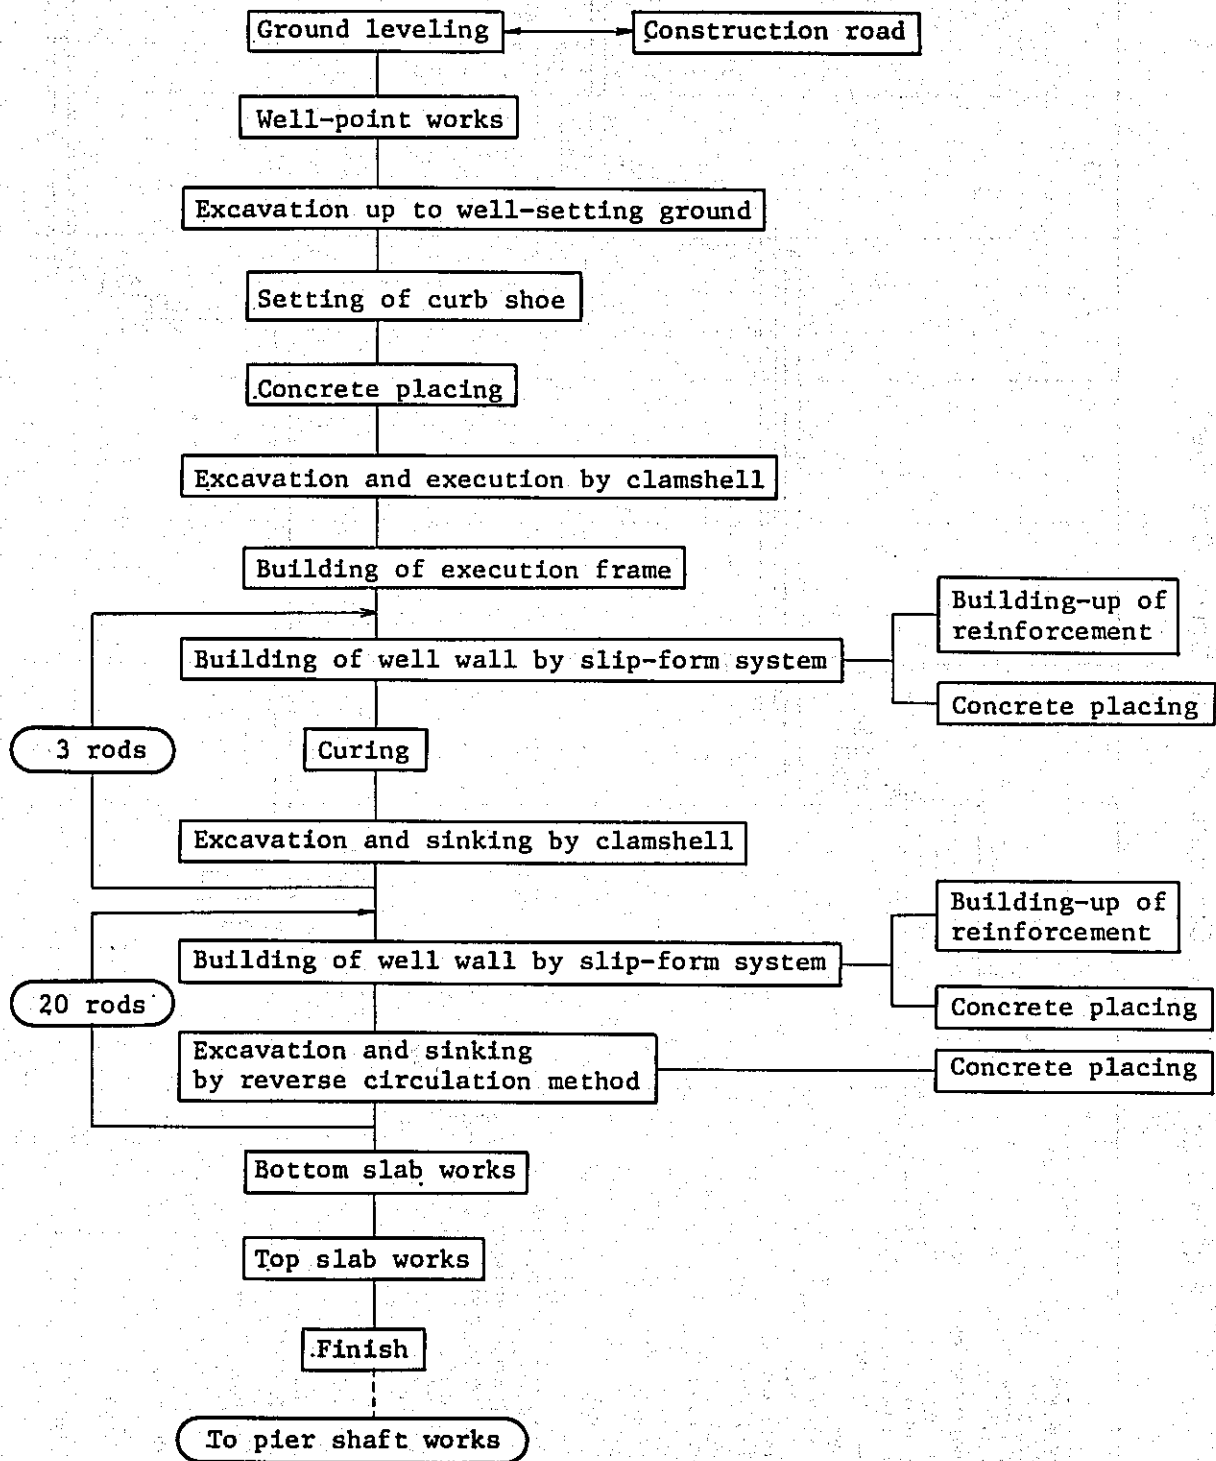 Ground leveling
Construction road
Well-point works
Excavation up to well-setting ground
Setting of curb shoe
Concrete placing
Excavation and execution by clamshell
Building of execution frame
Building-up of
reinforcement
Building of well wall by slip-form system
Concrete placing
3 rods
Curing
Excavation and sinking by clamshell
Building-up of
reinforcement
Building of well wall by slip-form system
20 rods
Concrete placing
Excavation and sinking
by reverse circulation method
Concrete placing
Bottom slab works
Top slab works
Finish
To pier shaft works